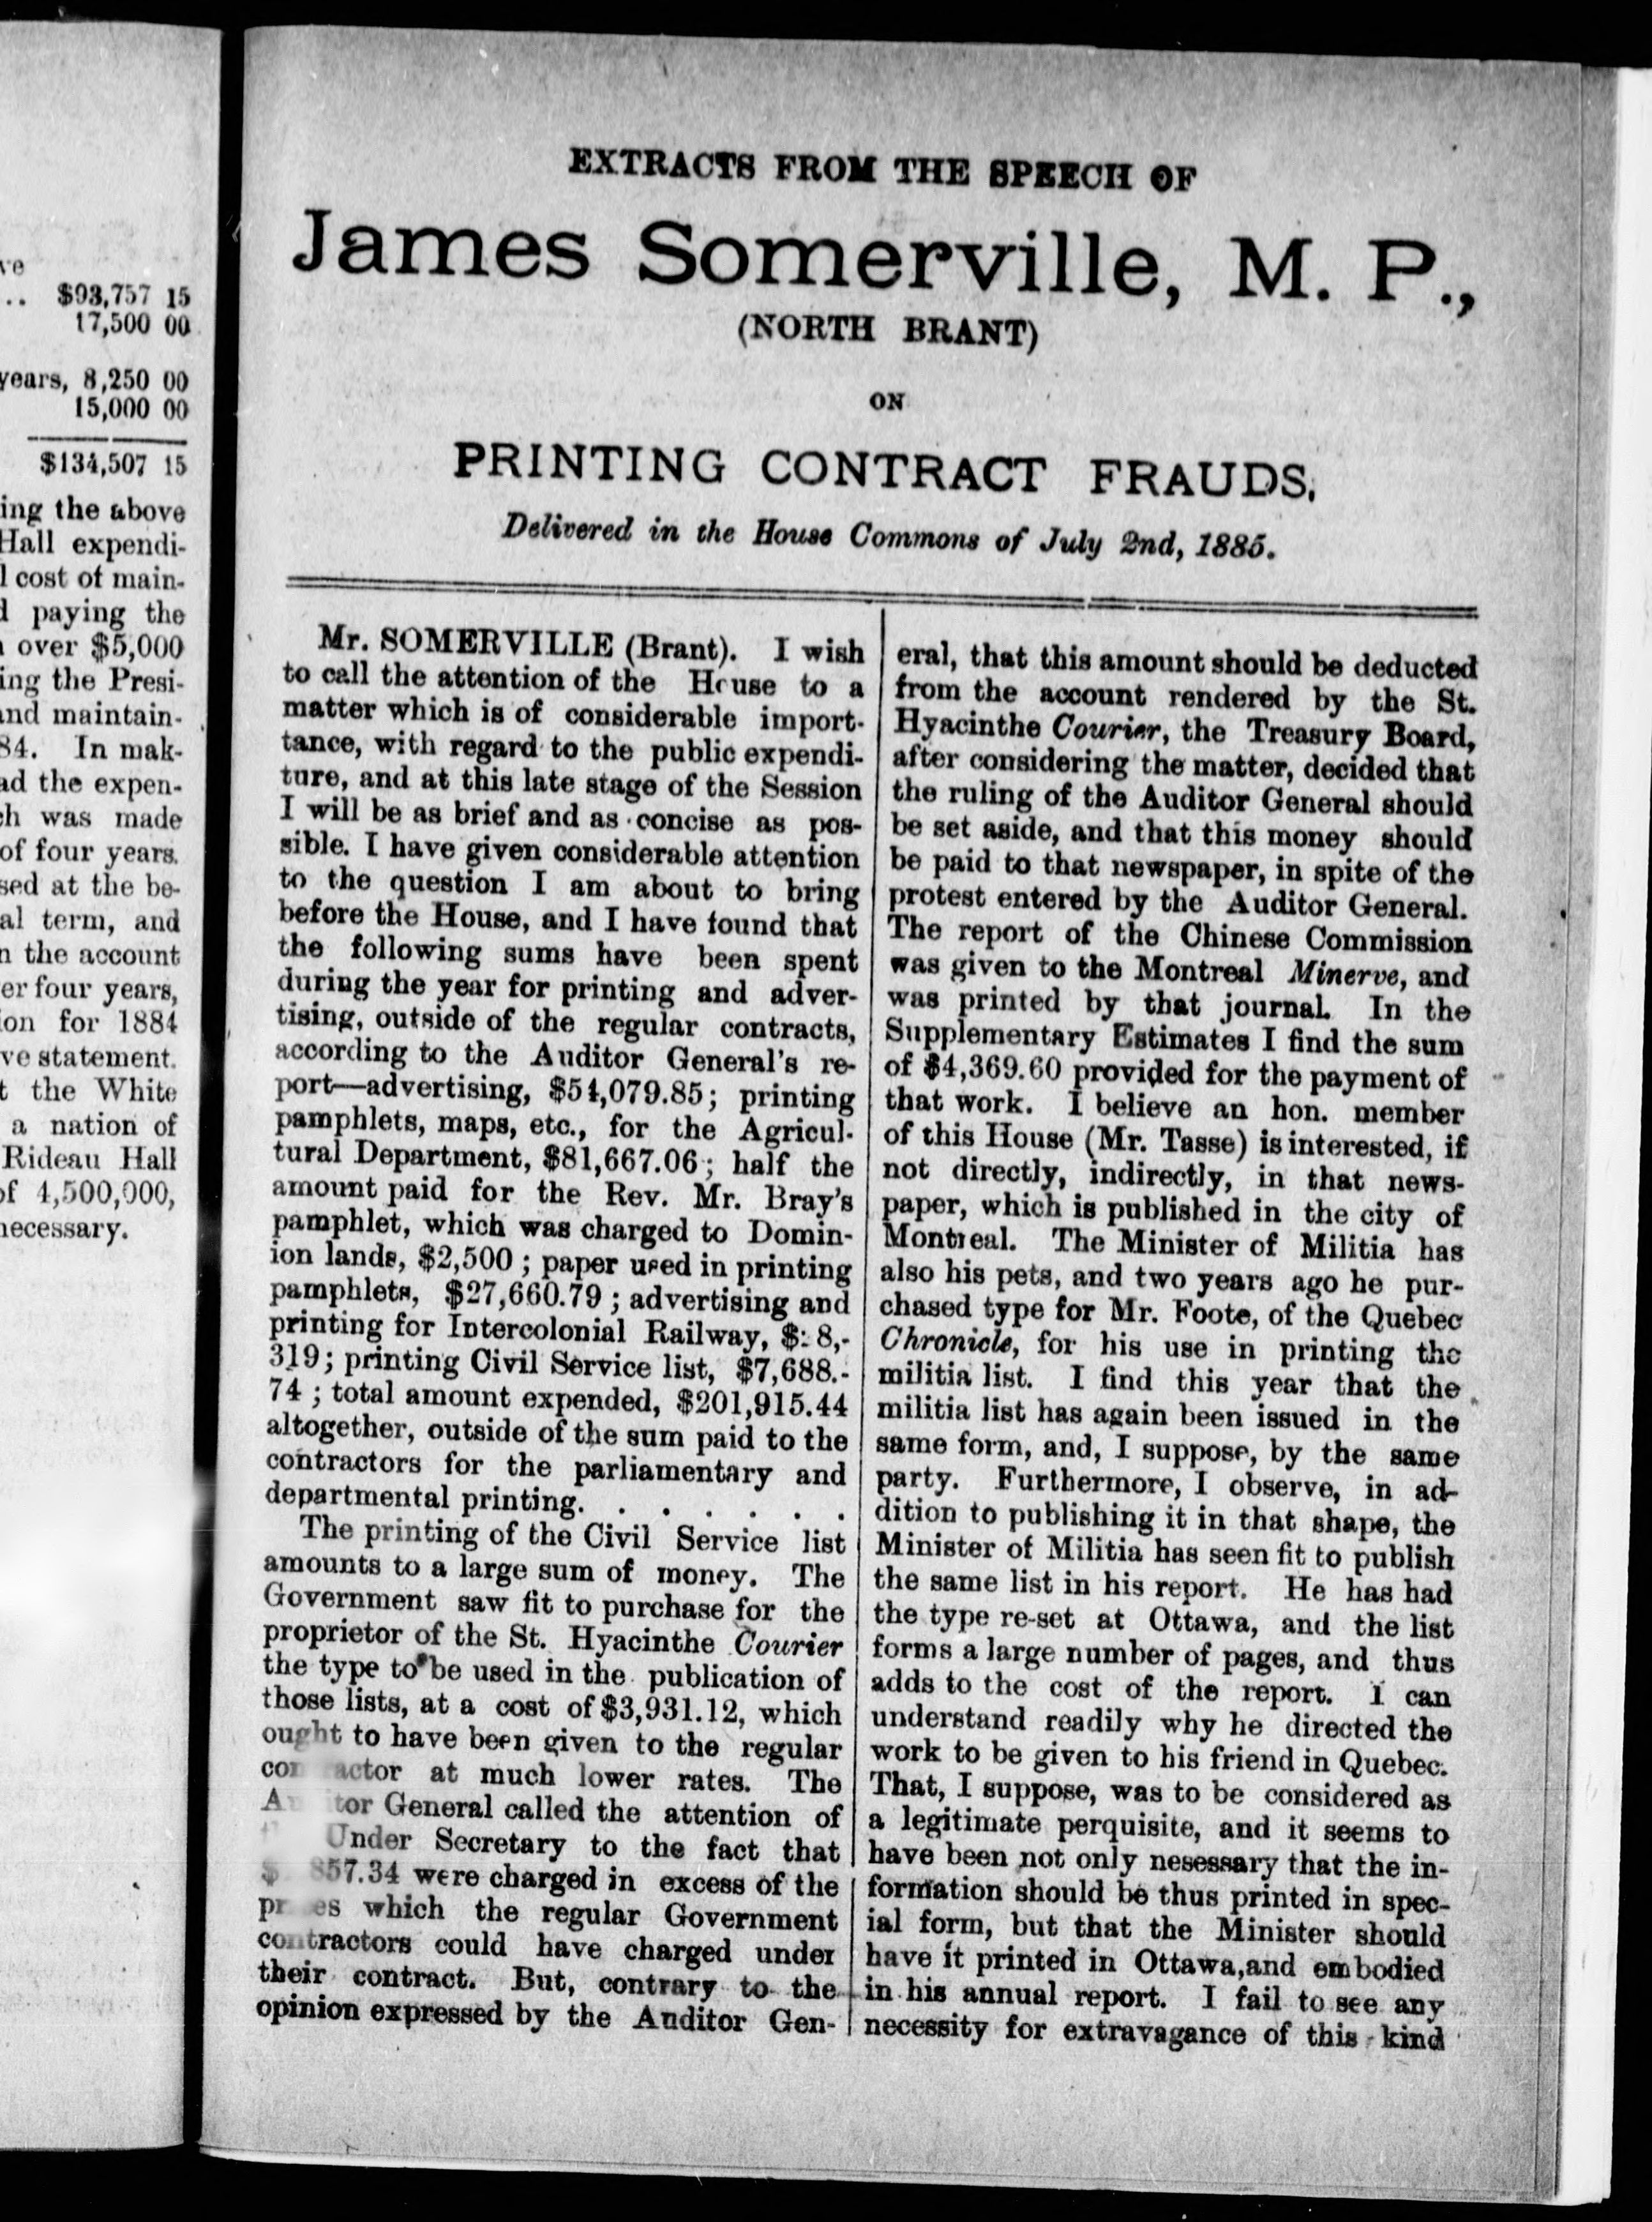 ve
.. $93,757 15
17,500 00
years, 8,250 00
15,000 00
$134,507 15
ing the above
Hall expendi-
l cost of main-
d paying the
over $5,000
ing the Presi-
and maintain-
84. In mak-
ad the expen-
ch was made
of four years.
sed at the be-
al term, and
n the account
er four years,
ion for 1884
ve statement.
t the White
a nation of
Rideau Hall
of 4,500,000,
necessary.
EXTRACTS FROM THE SPEECH OF
James Somerville, M. P.,
(NORTH BRANT)
ON
PRINTING CONTRACT FRAUDS,
Delivered in the House Commons of July 2nd, 1885.
Mr. SOMERVILLE (Brant). I wish
to call the attention of the House to a
matter which is of considerable import-
tance, with regard to the public expendi-
ture, and at this late stage of the Session
I will be as brief and as concise as pos-
sible. I have given considerable attention
to the question I am about to bring
before the House, and I have found that
the following sums have been spent
during the year for printing and adver-
tising, outside of the regular contracts,
according to the Auditor General's re-
port—advertising, $54,079.85; printing
pamphlets, maps, etc., for the Agricul-
tural Department, $81,667.06; half the
amount paid for the Rev. Mr. Bray's
pamphlet, which was charged to Domin-
ion lands, $2,500; paper used in printing
pamphlets, $27,660.79; advertising and
printing for Intercolonial Railway,
319; printing Civil Service list, $7,688.-
74; total amount expended, $201,915.44
altogether, outside of the sum paid to the
contractors for the parliamentary and
departmental printing. . . . . . .
The printing of the Civil Service list
amounts to a large sum of money. The
Government saw fit to purchase for the
proprietor of the St. Hyacinthe Courier
the type to be used in the publication of
those lists, at a cost of $3,931.12, which
ought to have been given to the regular
contractor at much lower rates. The
Auditor General called the attention of
Under Secretary to the fact that
857.34 were charged in excess of the
prices which the regular Government
contractors could have charged under
their contract. But, contrary to the
opinion expressed by the Auditor Gen-
eral, that this amount should be deducted
from the account rendered by the St.
Hyacinthe Courier, the Treasury Board,
after considering the matter, decided that
the ruling of the Auditor General should
be set aside, and that this money should
be paid to that newspaper, in spite of the
protest entered by the Auditor General.
The report of the Chinese Commission
was given to the Montreal Minerve, and
was printed by that journal. In the
Supplementary Estimates I find the sum
of $4,369.60 provided for the payment of
that work. I believe an hon. member
of this House (Mr. Tasse) is interested, if
not directly, indirectly, in that news-
paper, which is published in the city of
Montreal. The Minister of Militia has
also his pets, and two years ago he pur-
chased type for Mr. Foote, of the Quebec
Chronicle, for his use in printing the
militia list. I find this year that the
militia list has again been issued in the
same form, and, I suppose, by the same
party. Furthermore, I observe, in ad-
dition to publishing it in that shape, the
Minister of Militia has seen fit to publish
the same list in his report. He has had
the type re-set at Ottawa, and the list
forms a large number of pages, and thus
adds to the cost of the report. I can
understand readily why he directed the
work to be given to his friend in Quebec.
That, I suppose, was to be considered as
a legitimate perquisite, and it seems to
have been not only nesessary that the in-
formation should be thus printed in spec-
ial form, but that the Minister should
have it printed in Ottawa,and embodied
in his annual report. I fail to see any
necessity for extravagance of this kind